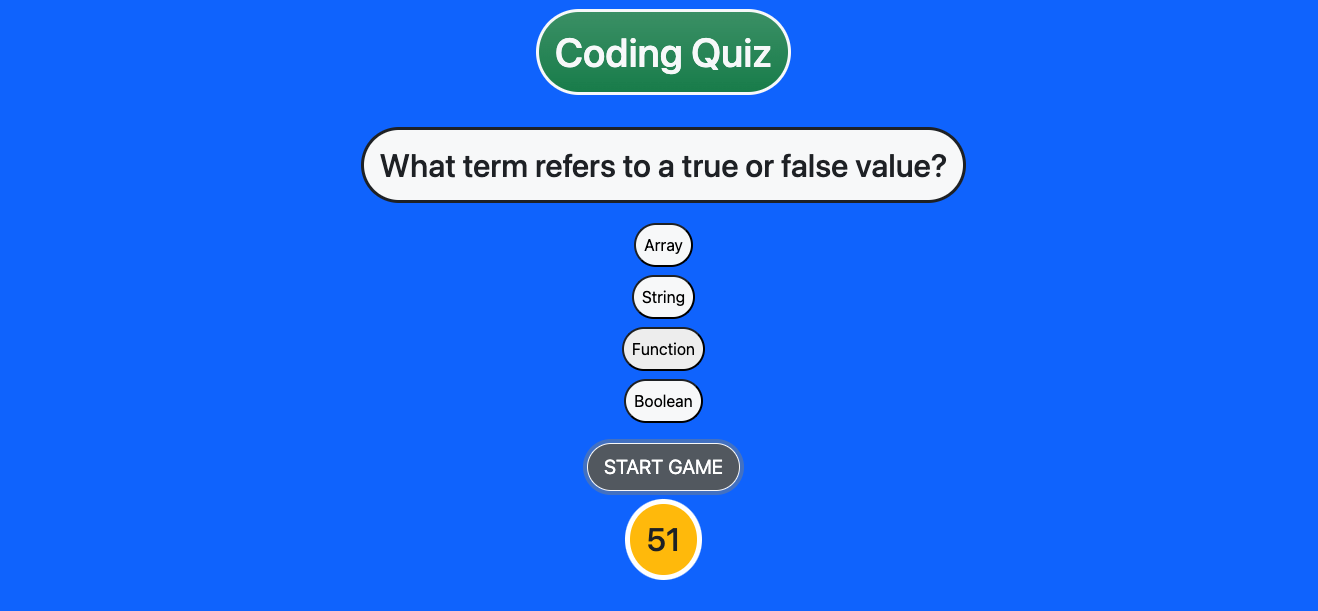 Coding Quiz
What term refers to a true or false value?
Array
String
Function
Boolean
START GAME
51